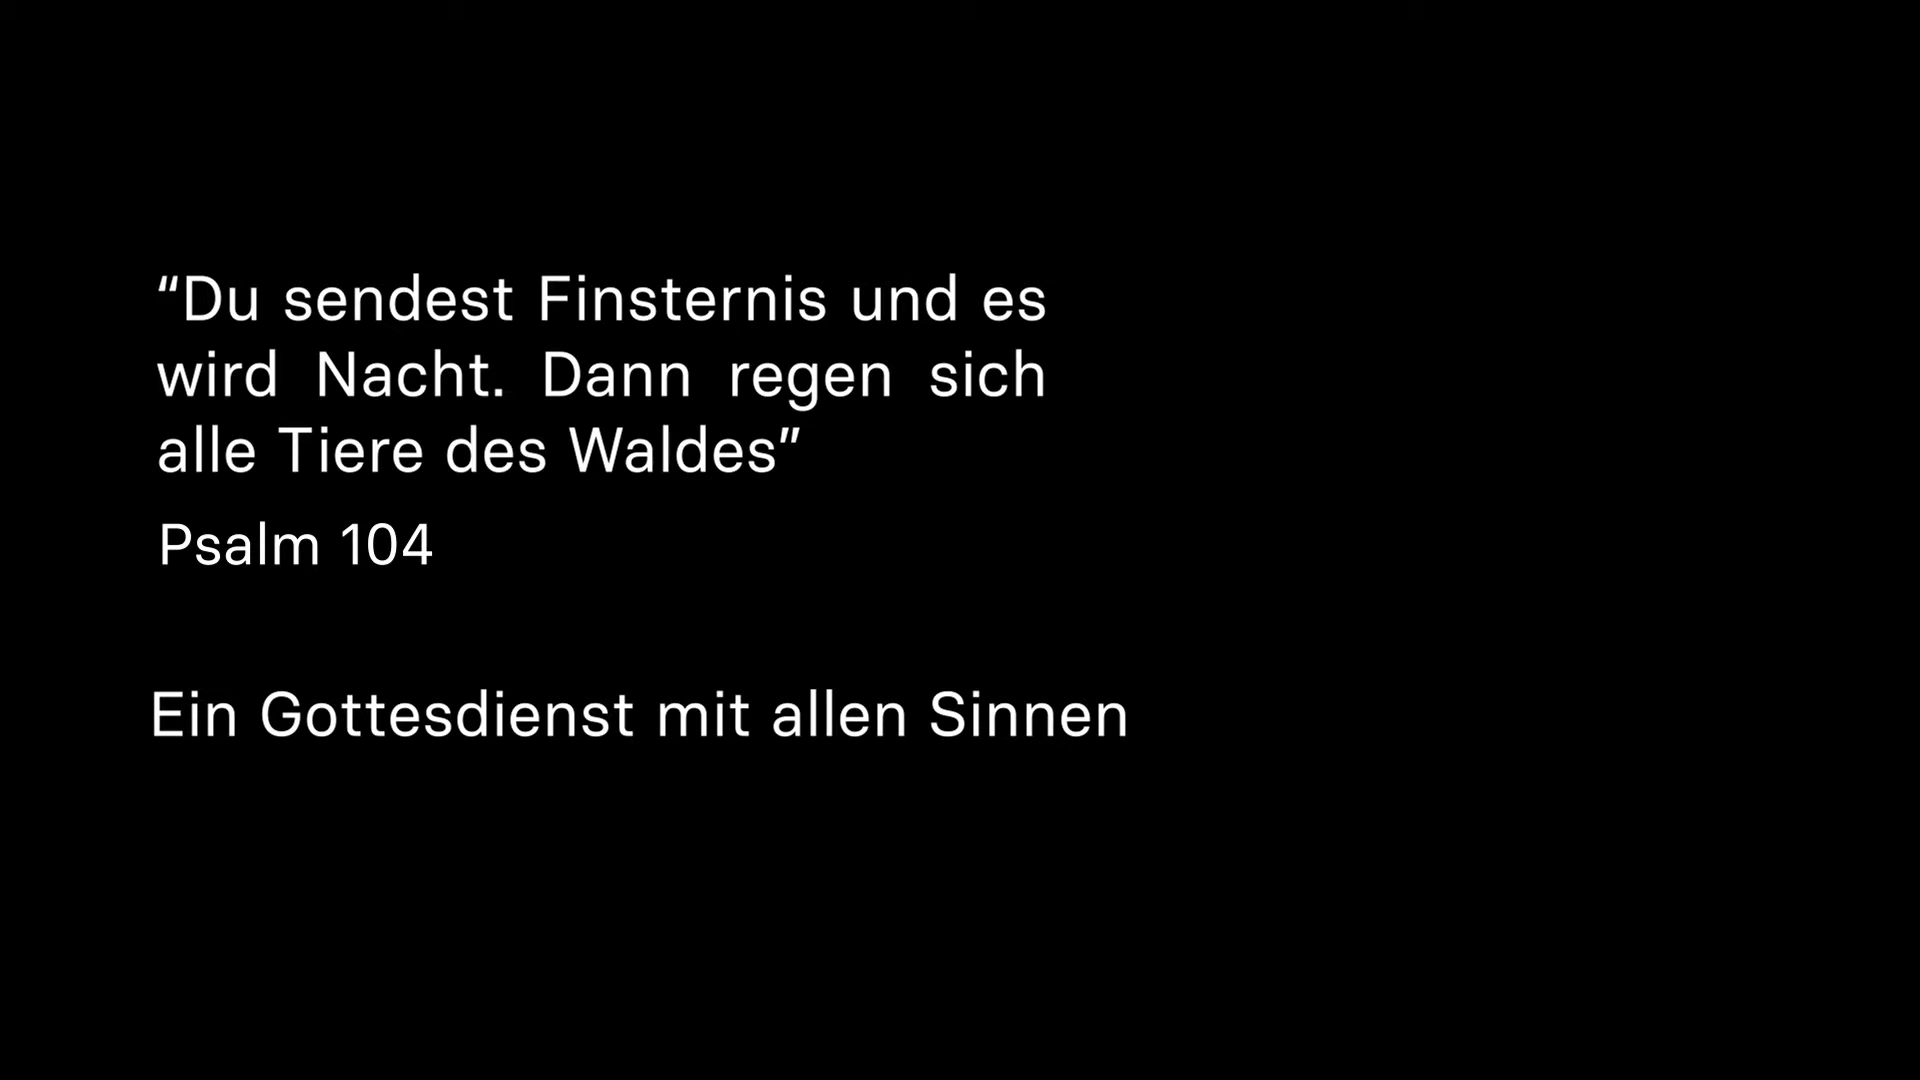 “Du sendest Finsternis und es
wird Nacht. Dann regen sich
alle Tiere des Waldes”
Psalm 104
Ein Gottesdienst mit allen Sinnen